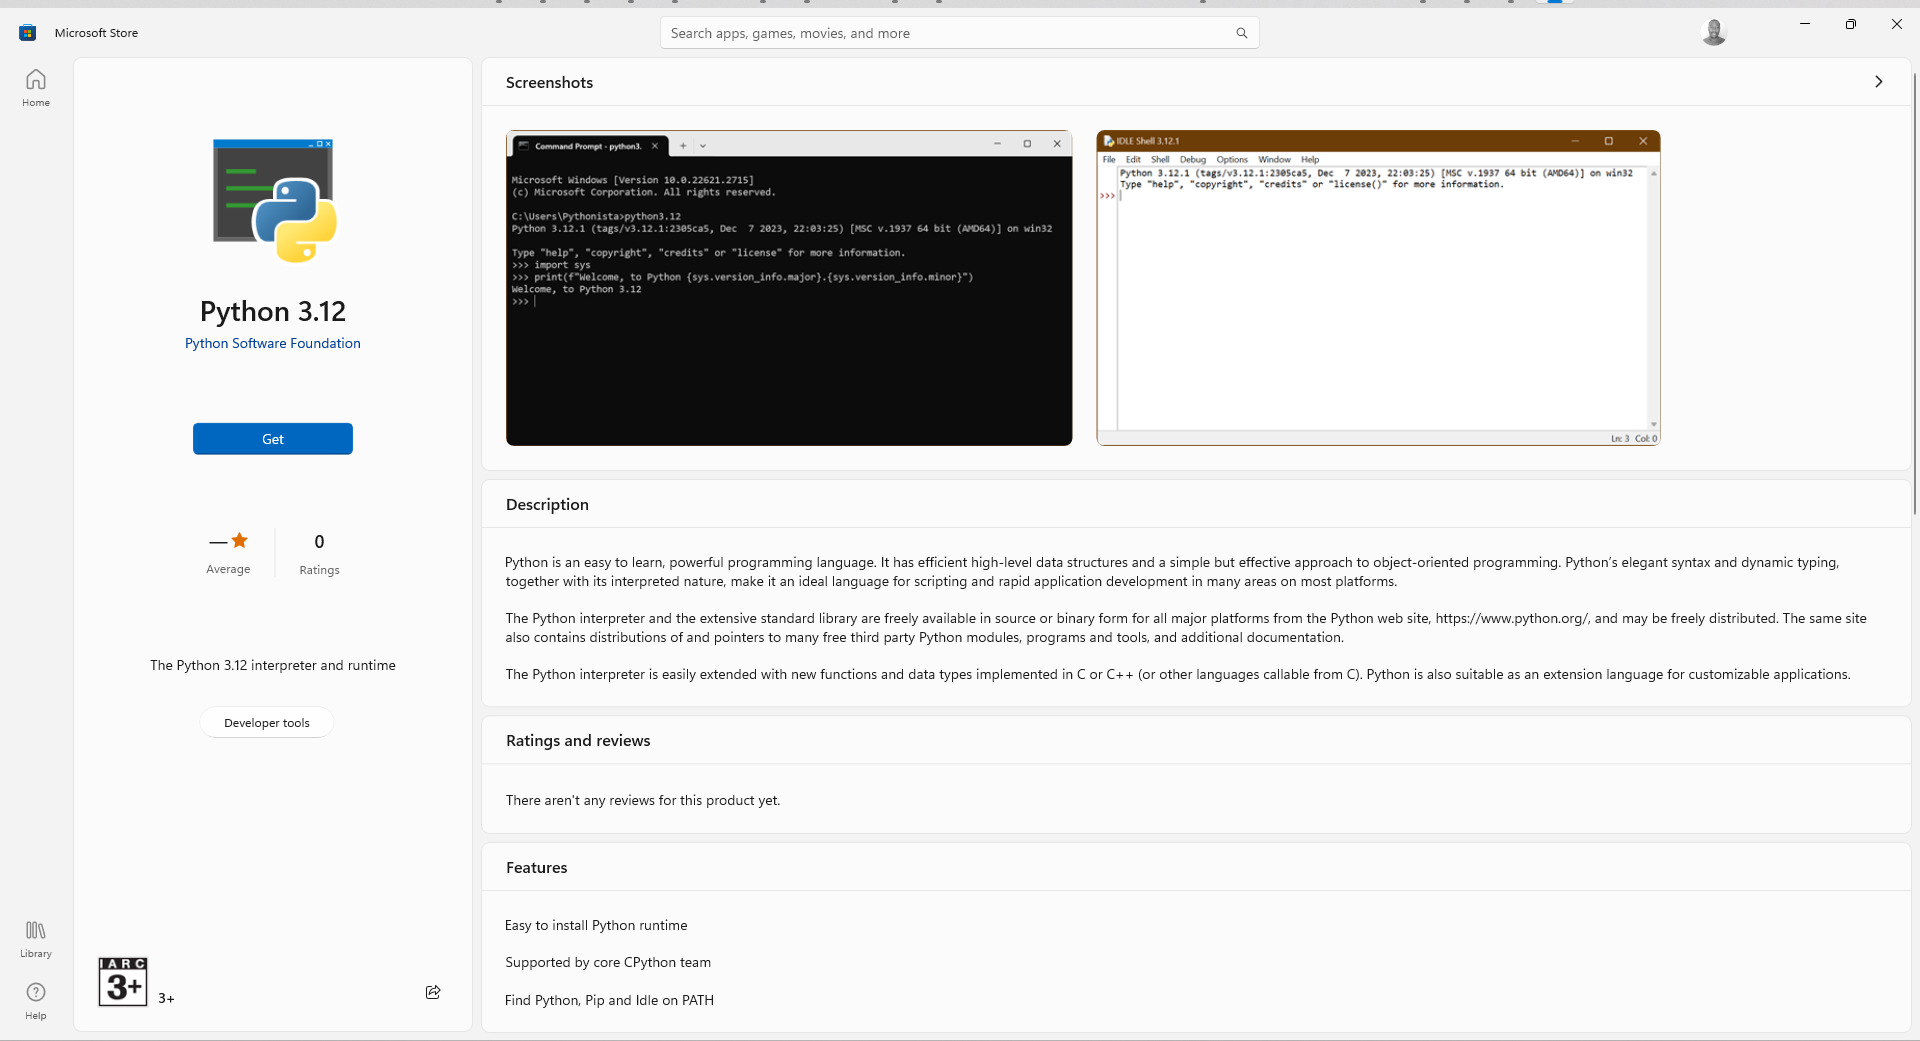 Microsoft Store
Search apps, games, movies, and more
Home
Python 3.12
Python Software Foundation
Get
Average
0
Ratings
The Python 3.12 interpreter and runtime
Developer tools
IARC
3+
3+
Library
Help
Screenshots
Command Prompt - python3.
Microsoft Windows [Version 10.0.22621.2715]
(c) Microsoft Corporation. All rights reserved.
C:\Users\Pythonista>python3.12
Python 3.12.1 (tags/v3.12.1:2305ca5, Dec  7 2023, 22:03:25) [MSC v.1937 64 bit (AMD64)] on win32
Type "help", "copyright", "credits" or "license" for more information.
>>> import sys
>>> print(f"Welcome, to Python {sys.version_info.major}.{sys.version_info.minor}")
Welcome, to Python 3.12
>>>
IDLE Shell 3.12.1
File Edit Shell Debug Options Window Help
Python 3.12.1 (tags/v3.12.1:2305ca5, Dec  7 2023, 22:03:25) [MSC v.1937 64 bit (AMD64)] on win32
Type "help", "copyright", "credits" or "license()" for more information.
>>>
Ln: 3 Col: 0
Description
Python is an easy to learn, powerful programming language. It has efficient high-level data structures and a simple but effective approach to object-oriented programming. Python’s elegant syntax and dynamic typing,
together with its interpreted nature, make it an ideal language for scripting and rapid application development in many areas on most platforms.
The Python interpreter and the extensive standard library are freely available in source or binary form for all major platforms from the Python web site, https://www.python.org/, and may be freely distributed. The same site
also contains distributions of and pointers to many free third party Python modules, programs and tools, and additional documentation.
The Python interpreter is easily extended with new functions and data types implemented in C or C++ (or other languages callable from C). Python is also suitable as an extension language for customizable applications.
Ratings and reviews
There aren't any reviews for this product yet.
Features
Easy to install Python runtime
Supported by core CPython team
Find Python, Pip and Idle on PATH